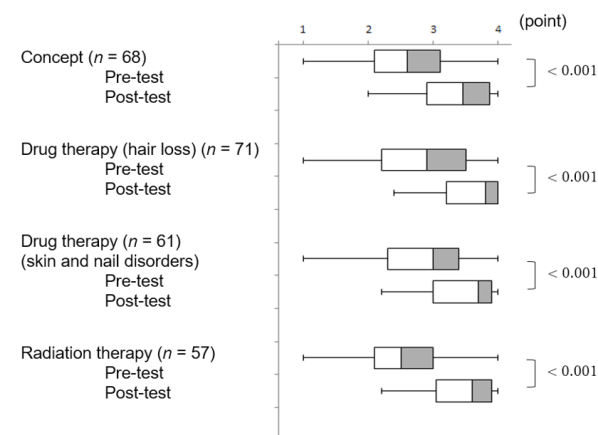 (point)
1 2 3 4
Concept (n = 68)
Pre-test
Post-test
< 0.001
Drug therapy (hair loss) (n = 71)
Pre-test
Post-test
< 0.001
Drug therapy (n = 61)
(skin and nail disorders)
Pre-test
Post-test
< 0.001
Radiation therapy (n = 57)
Pre-test
Post-test
< 0.001